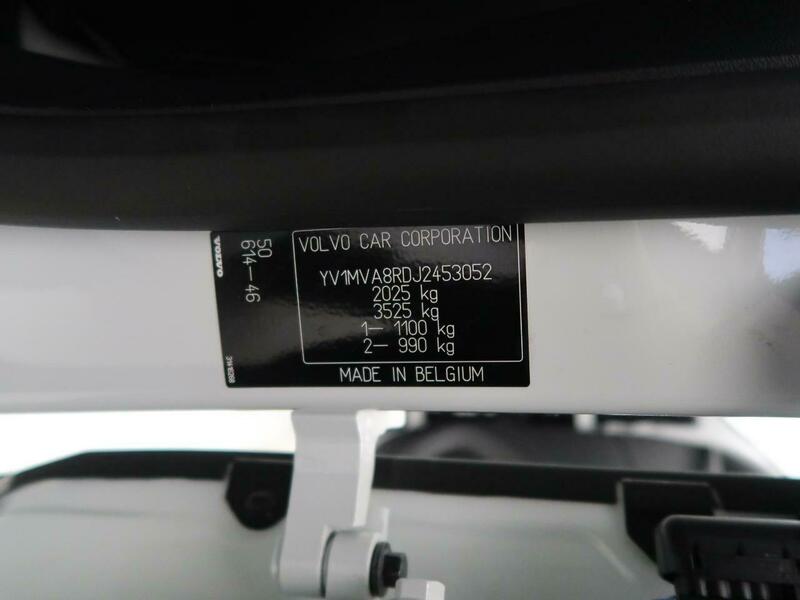 VOLVO CAR CORPORATION
YV1MVA8RDJ2453052
2025 kg
3525 kg
1– 1100 kg
2– 990 kg
MADE IN BELGIUM
50
614–46
VOLVO